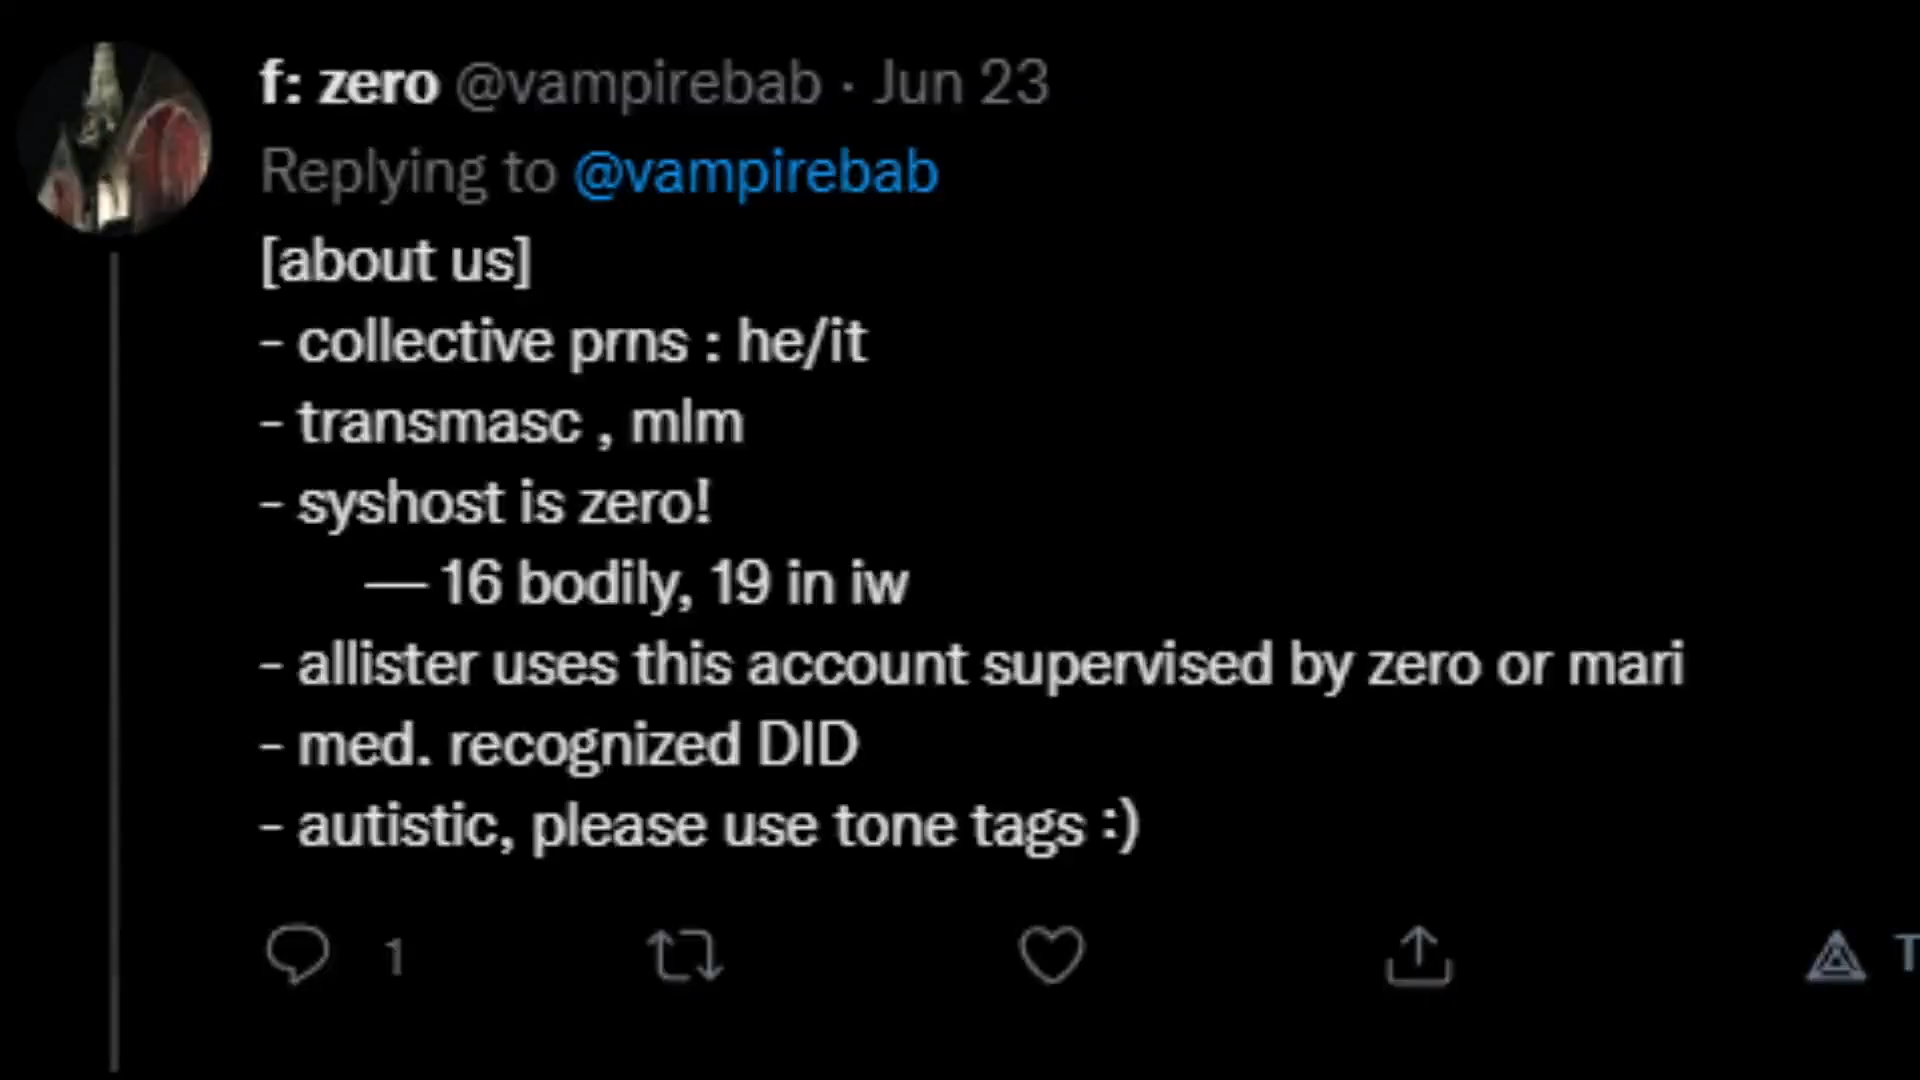 f: zero @vampirebab · Jun 23
Replying to @vampirebab
[about us]
- collective prns : he/it
- transmasc , mlm
- syshost is zero!
— 16 bodily, 19 in iw
- allister uses this account supervised by zero or mari
- med. recognized DID
- autistic, please use tone tags :)
1